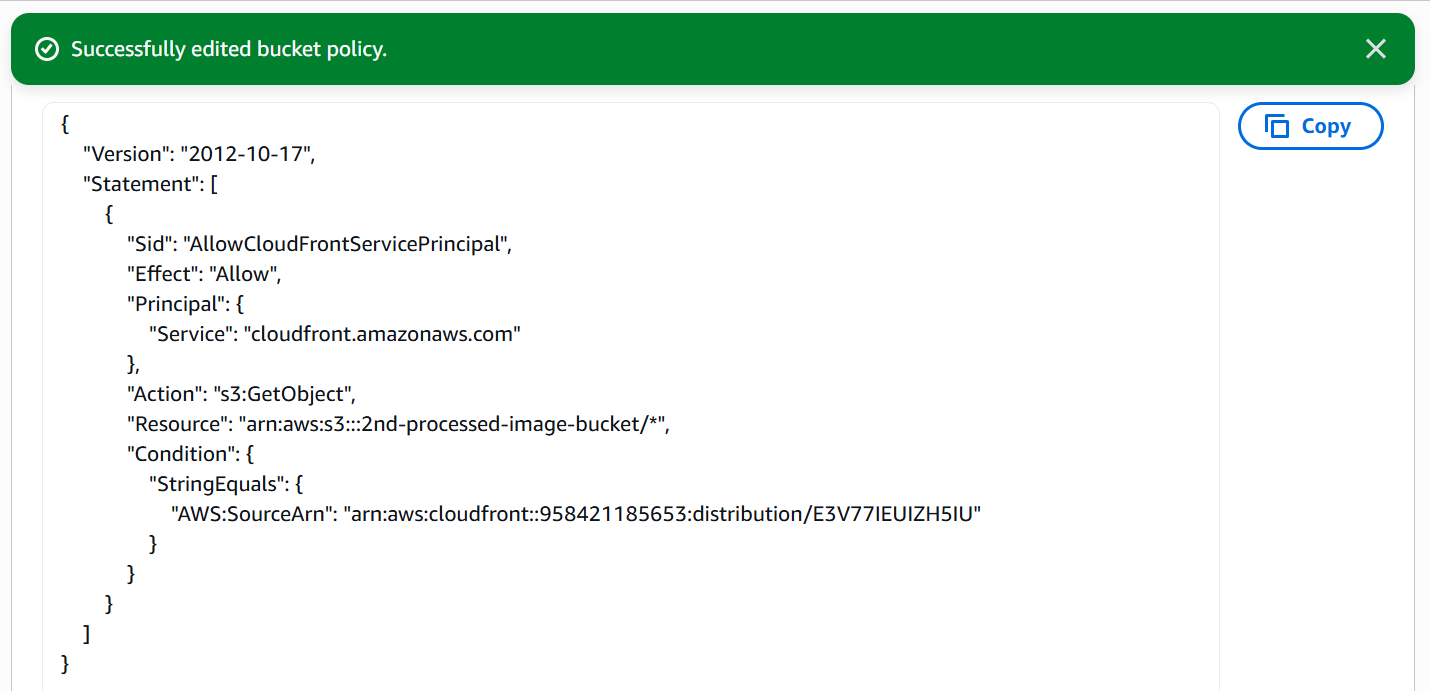 Successfully edited bucket policy.
Copy
{
"Version": "2012-10-17",
"Statement": [
{
"Sid": "AllowCloudFrontServicePrincipal",
"Effect": "Allow",
"Principal": {
"Service": "cloudfront.amazonaws.com"
},
"Action": "s3:GetObject",
"Resource": "arn:aws:s3:::2nd-processed-image-bucket/*",
"Condition": {
"StringEquals": {
"AWS:SourceArn": "arn:aws:cloudfront::958421185653:distribution/E3V77IEUIZH5IU"
}
}
}
]
}